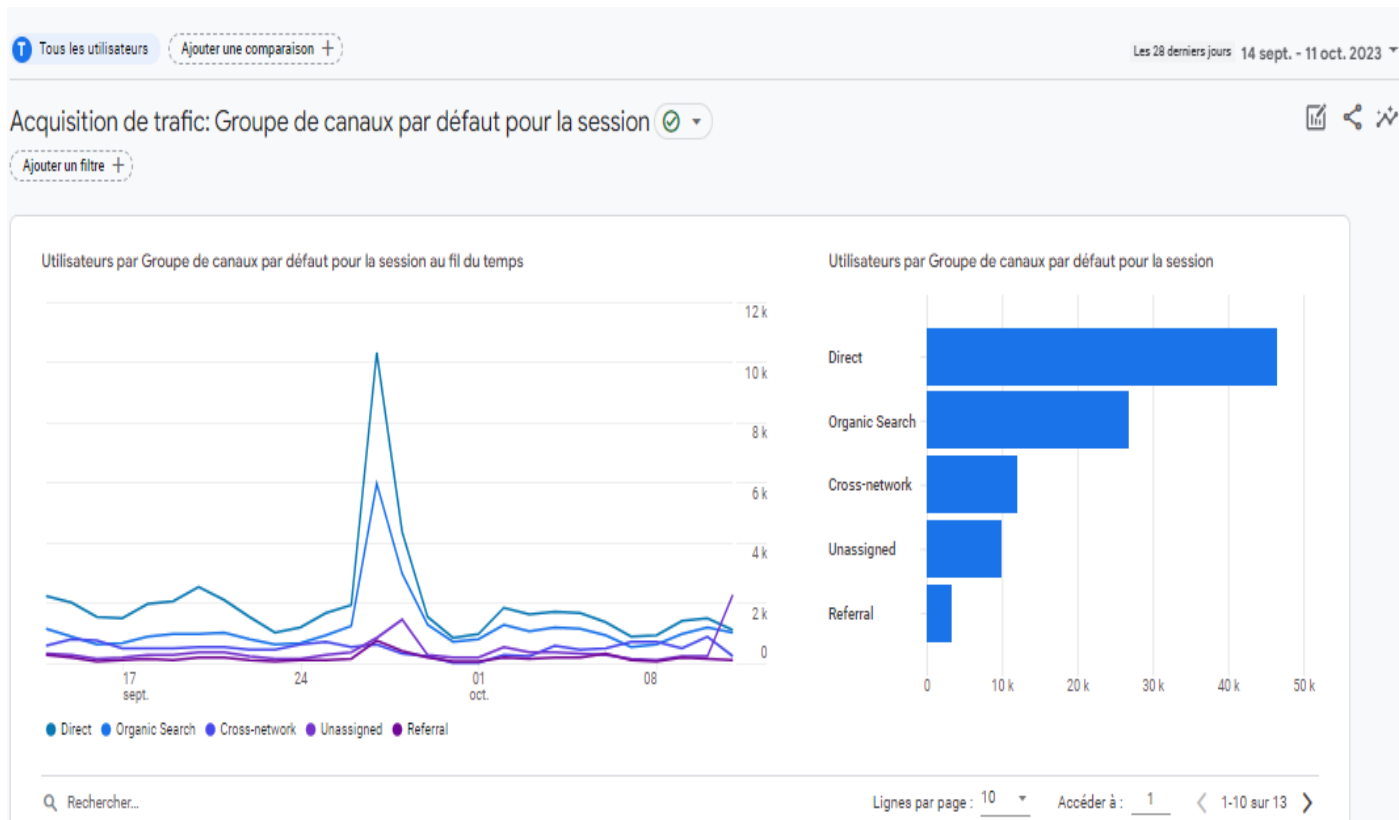 T Tous les utilisateurs Ajouter une comparaison + Les 28 derniers jours 14 sept. - 11 oct. 2023
Acquisition de trafic: Groupe de canaux par défaut pour la session
Ajouter un filtre +
Utilisateurs par Groupe de canaux par défaut pour la session au fil du temps
12 k
10 k
8 k
6 k
4 k
2 k
0
17 sept.
24
01 oct.
08
Direct Organic Search Cross-network Unassigned Referral
Utilisateurs par Groupe de canaux par défaut pour la session
Direct
Organic Search
Cross-network
Unassigned
Referral
0 10 k 20 k 30 k 40 k 50 k
Rechercher... Lignes par page : 10 Accéder à : 1 1-10 sur 13